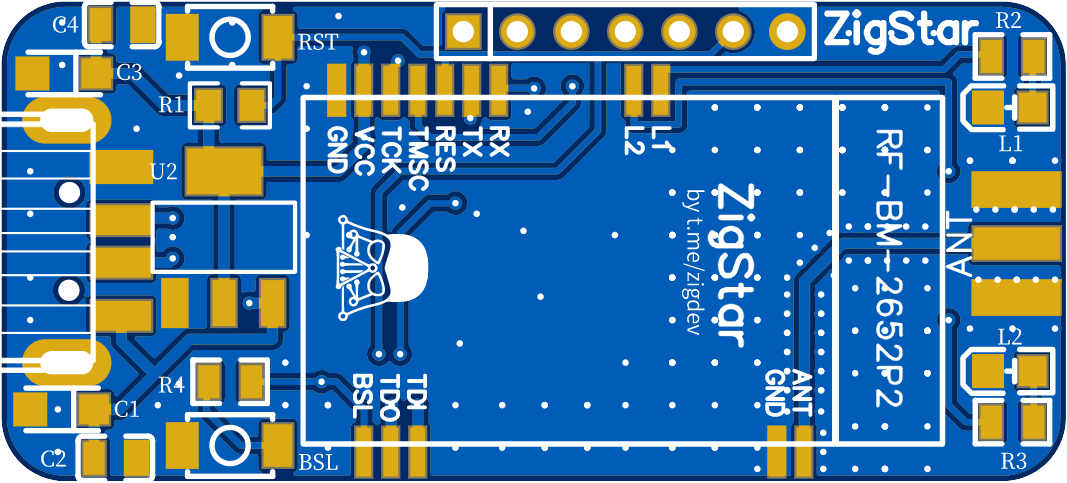 C4
RST
ZigStar
R2
C3
R1
L1
GND
VCC
TCK
TMSC
RES
TX
RX
L2
L1
U2
ZigStar
by t.me/zigdev
RF-BM-2652P2
ANT
L2
R4
C1
BSL
TDO
TDI
GND
ANT
C2
BSL
R3